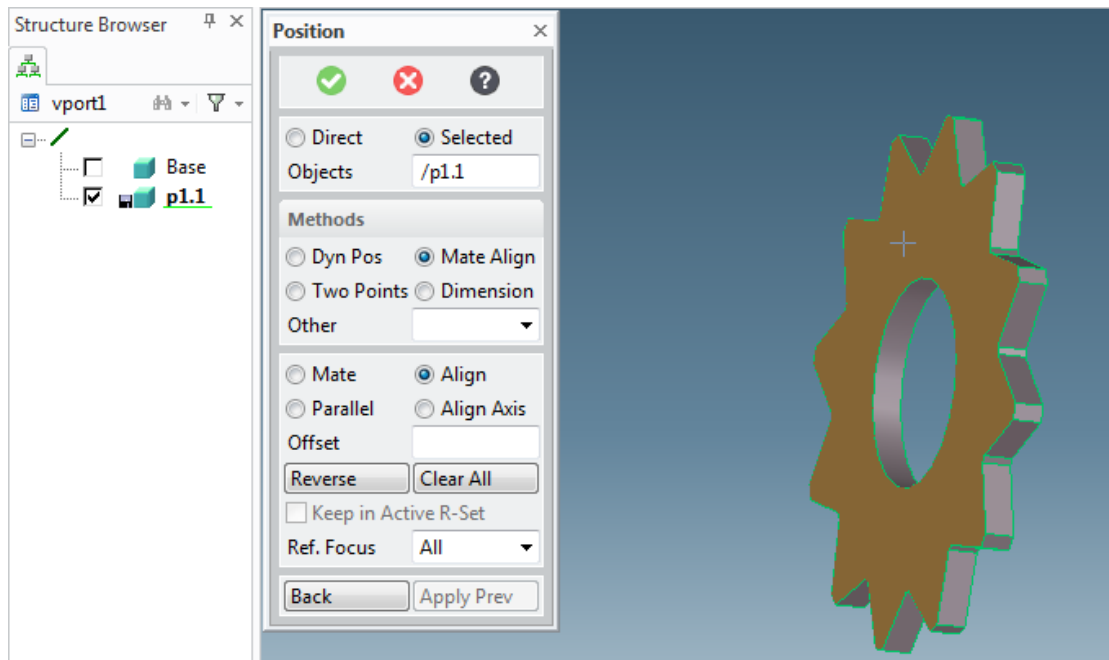 Structure Browser
vport1
Base
p1.1
Position
Direct Selected
Objects /p1.1
Methods
Dyn Pos Mate Align
Two Points Dimension
Other
Mate Align
Parallel Align Axis
Offset
Reverse Clear All
Keep in Active R-Set
Ref. Focus All
Back Apply Prev